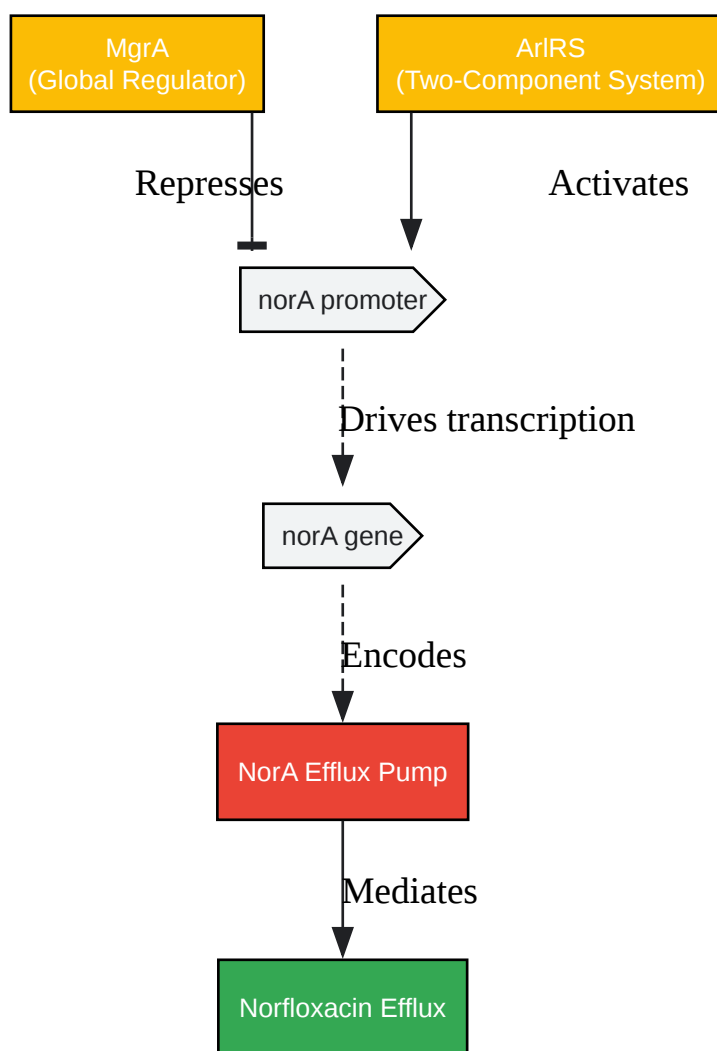 MgrA
(Global Regulator)
ArlRS
(Two-Component System)
Represses
Activates
norA promoter
Drives transcription
norA gene
Encodes
NorA Efflux Pump
Mediates
Norfloxacin Efflux